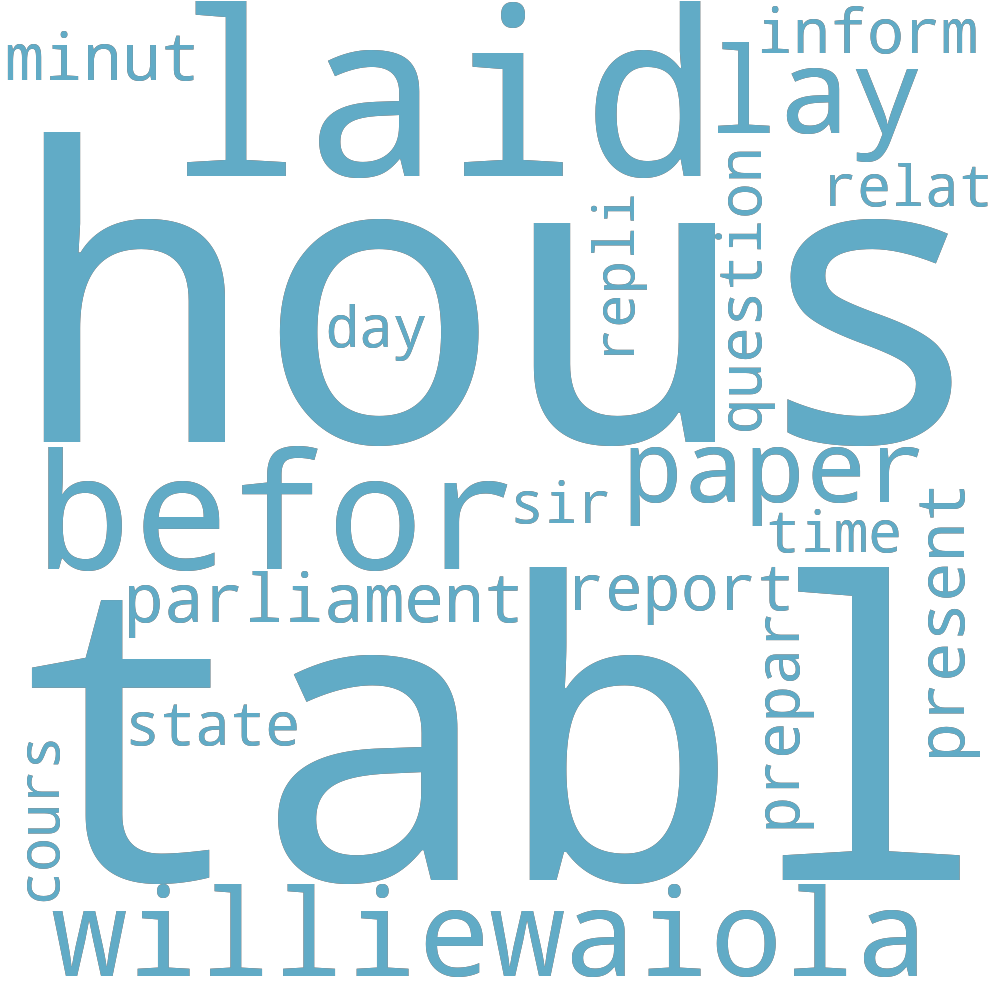 minut
laid
inform
lay
relat
hous
repli
question
day
befor
sir
paper
time
present
parliament
report
tabl
prepar
state
cours
williewaiola